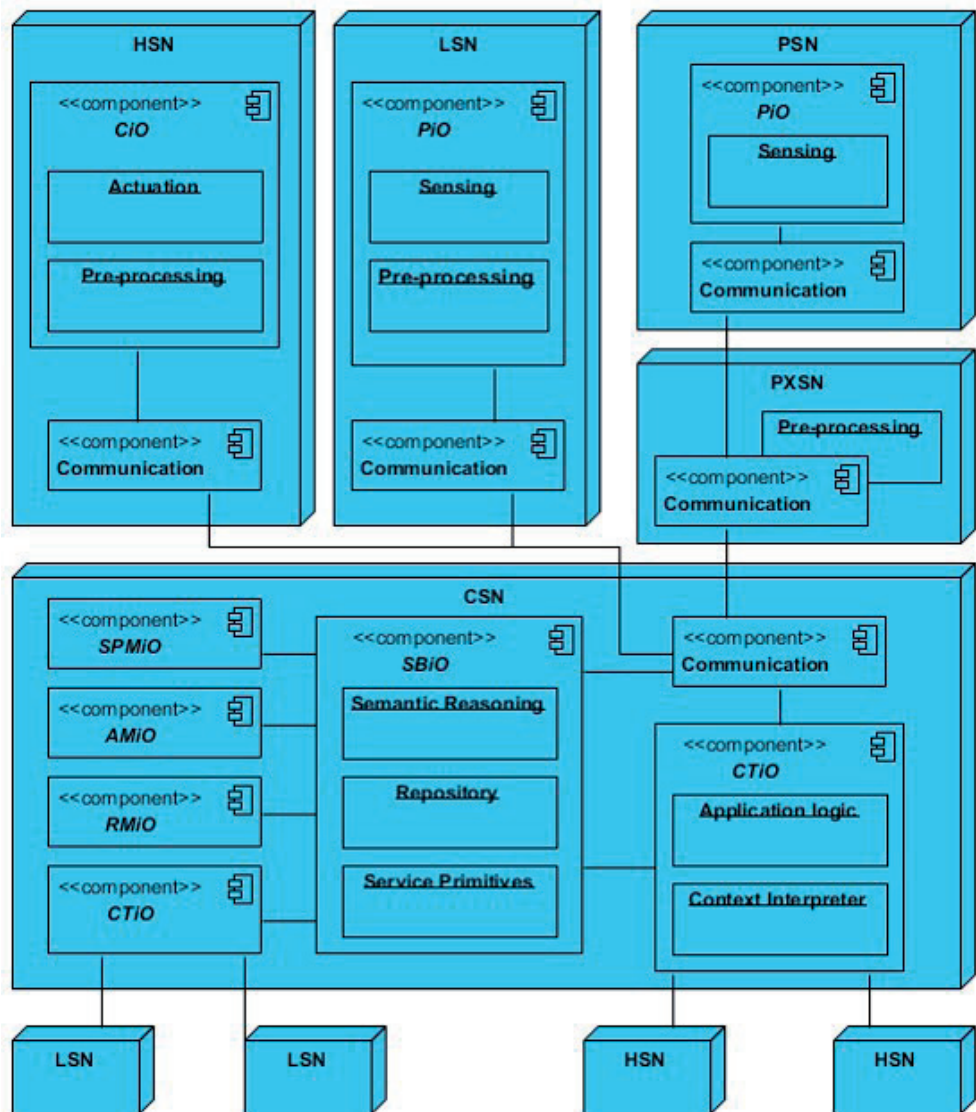 HSN
<<component>>
CiO
Actuation
Pre-processing
<<component>>
Communication
LSN
<<component>>
PiO
Sensing
Pre-processing
<<component>>
Communication
PSN
<<component>>
PiO
Sensing
<<component>>
Communication
PXSN
Pre-processing
<<component>>
Communication
CSN
<<component>>
SPMiO
<<component>>
AMiO
<<component>>
RMiO
<<component>>
CTiO
<<component>>
SBiO
Semantic Reasoning
Repository
Service Primitives
<<component>>
Communication
<<component>>
CTiO
Application logic
Context Interpreter
LSN
LSN
HSN
HSN